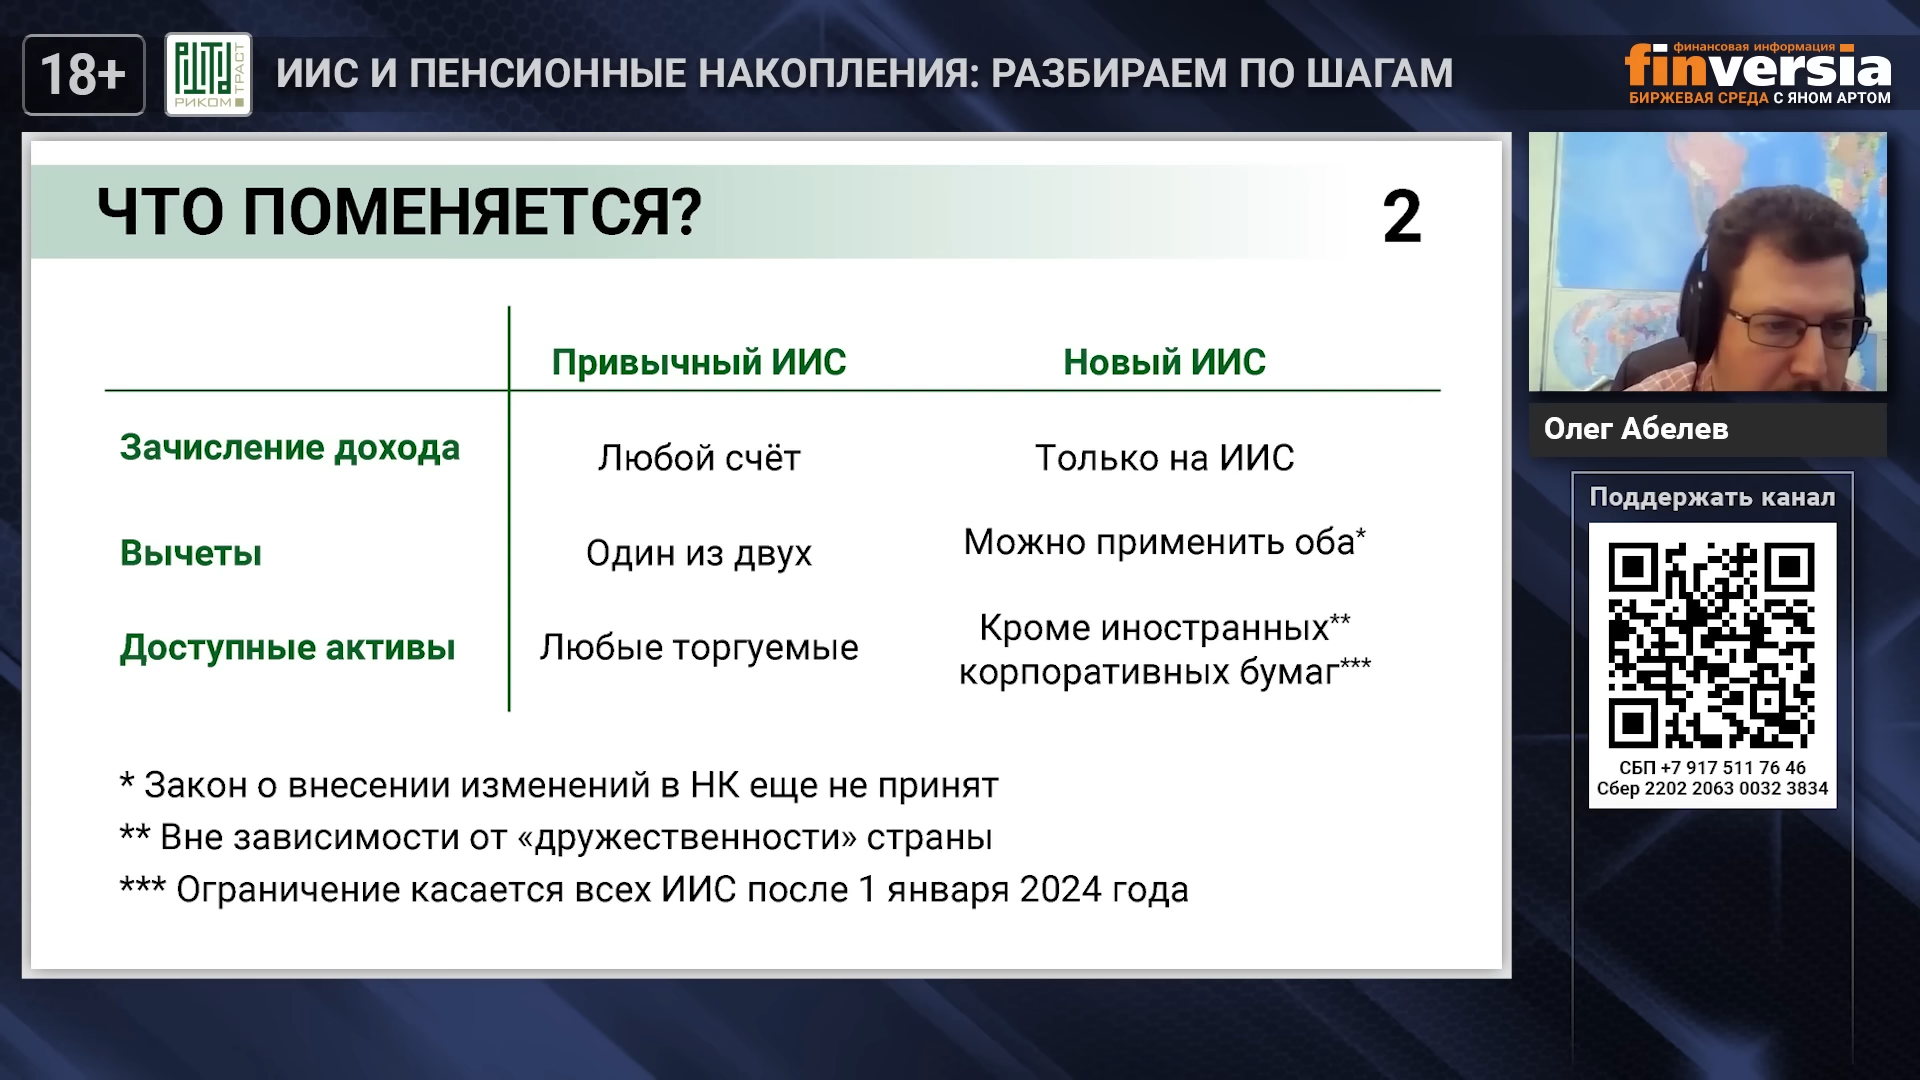 18+
РИКОМ ТРАСТ
ИИС И ПЕНСИОННЫЕ НАКОПЛЕНИЯ: РАЗБИРАЕМ ПО ШАГАМ
финансовая информация
finversia
БИРЖЕВАЯ СРЕДА С ЯНОМ АРТОМ
ЧТО ПОМЕНЯЕТСЯ?
2
Привычный ИИС
Новый ИИС
Зачисление дохода
Любой счёт
Только на ИИС
Вычеты
Один из двух
Можно применить оба*
Доступные активы
Любые торгуемые
Кроме иностранных**
корпоративных бумаг***
* Закон о внесении изменений в НК еще не принят
** Вне зависимости от «дружественности» страны
*** Ограничение касается всех ИИС после 1 января 2024 года
Олег Абелев
Поддержать канал
СБП +7 917 511 76 46
Сбер 2202 2063 0032 3834